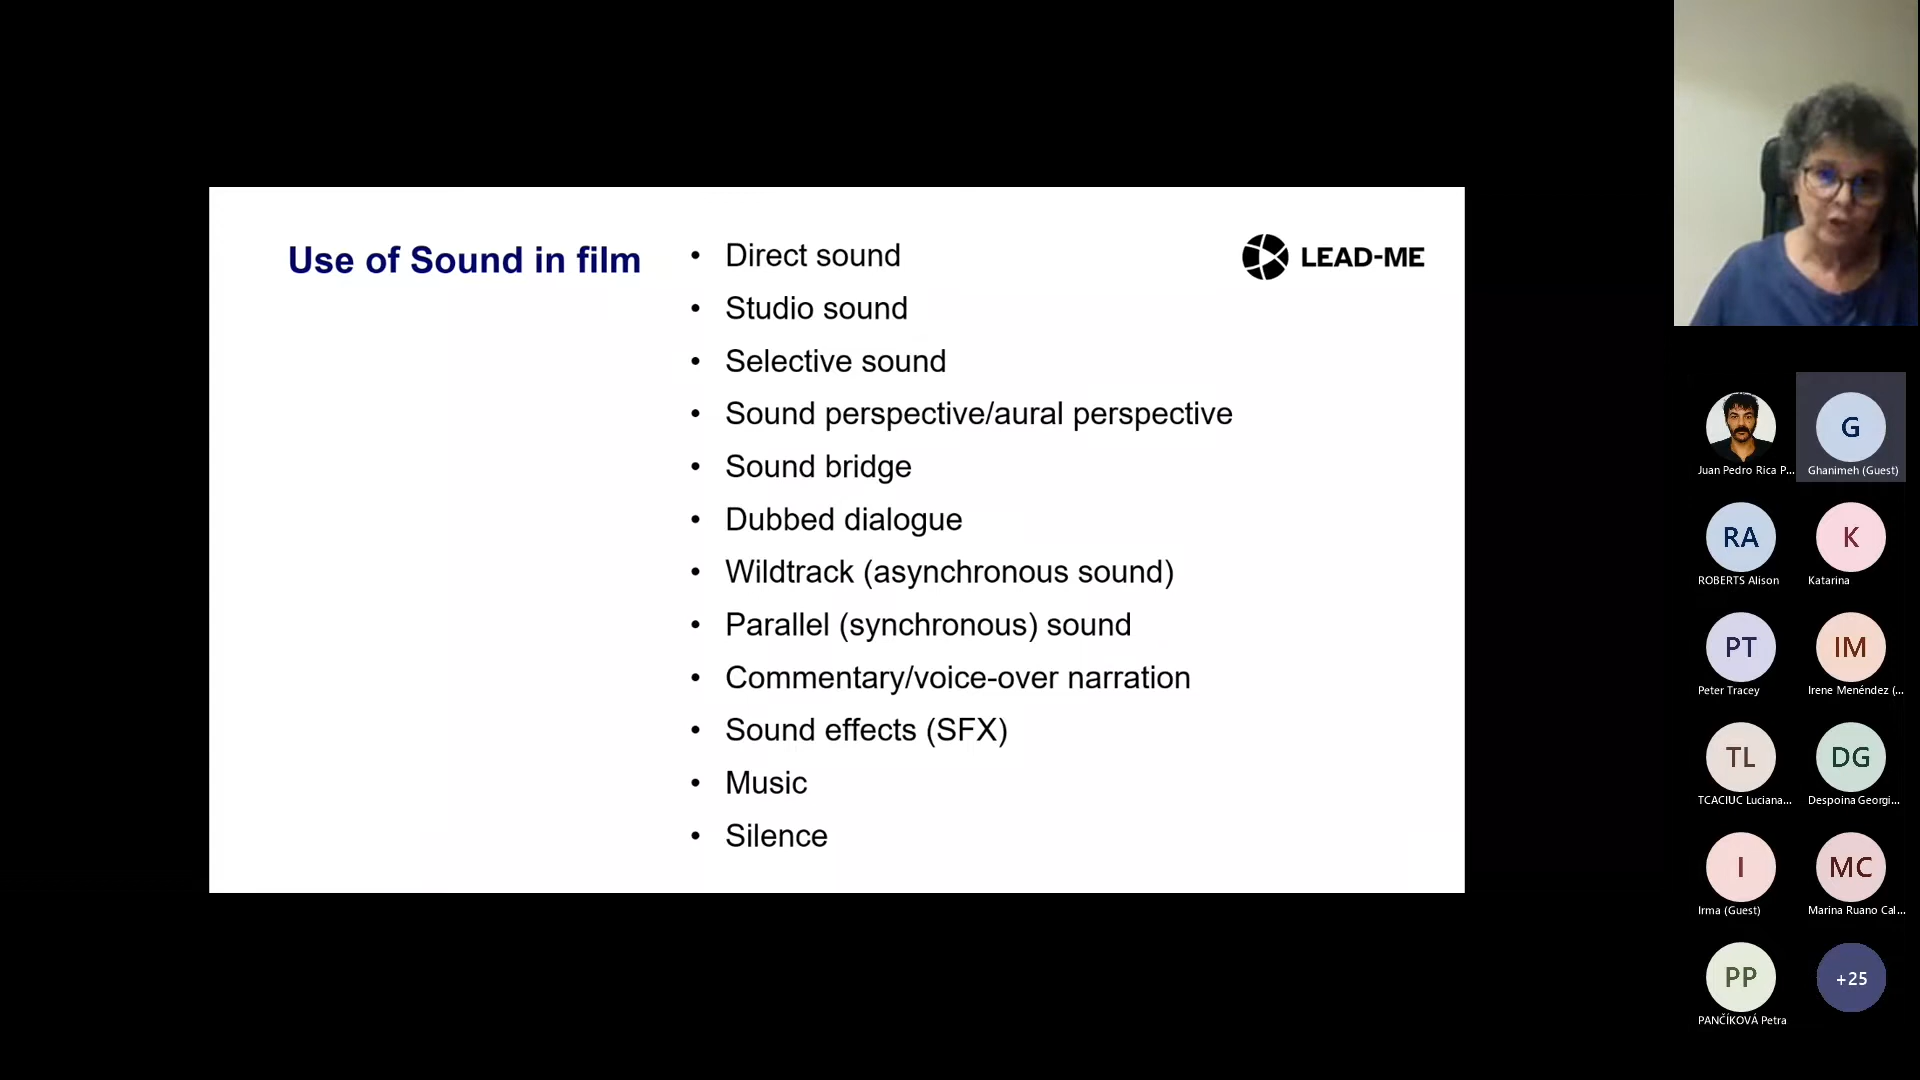 Use of Sound in film
• Direct sound
• Studio sound
• Selective sound
• Sound perspective/aural perspective
• Sound bridge
• Dubbed dialogue
• Wildtrack (asynchronous sound)
• Parallel (synchronous) sound
• Commentary/voice-over narration
• Sound effects (SFX)
• Music
• Silence
LEAD-ME
Juan Pedro Rica P...
G
Ghanimeh (Guest)
RA
ROBERTS Alison
K
Katarina
PT
Peter Tracey
IM
Irene Menéndez (...
TL
TCACIUC Luciana...
DG
Despoina Georgi...
I
Irma (Guest)
MC
Marina Ruano Cal...
PP
PANČÍKOVÁ Petra
+25